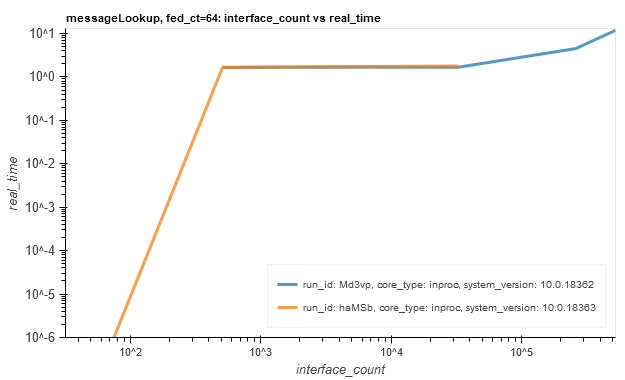 messageLookup, fed_ct=64: interface_count vs real_time
10^1
10^0
10^-1
10^-2
10^-3
10^-4
10^-5
10^-6
real_time
run_id: Md3vp, core_type: inproc, system_version: 10.0.18362
run_id: haMSb, core_type: inproc, system_version: 10.0.18363
10^2
10^3
10^4
10^5
interface_count